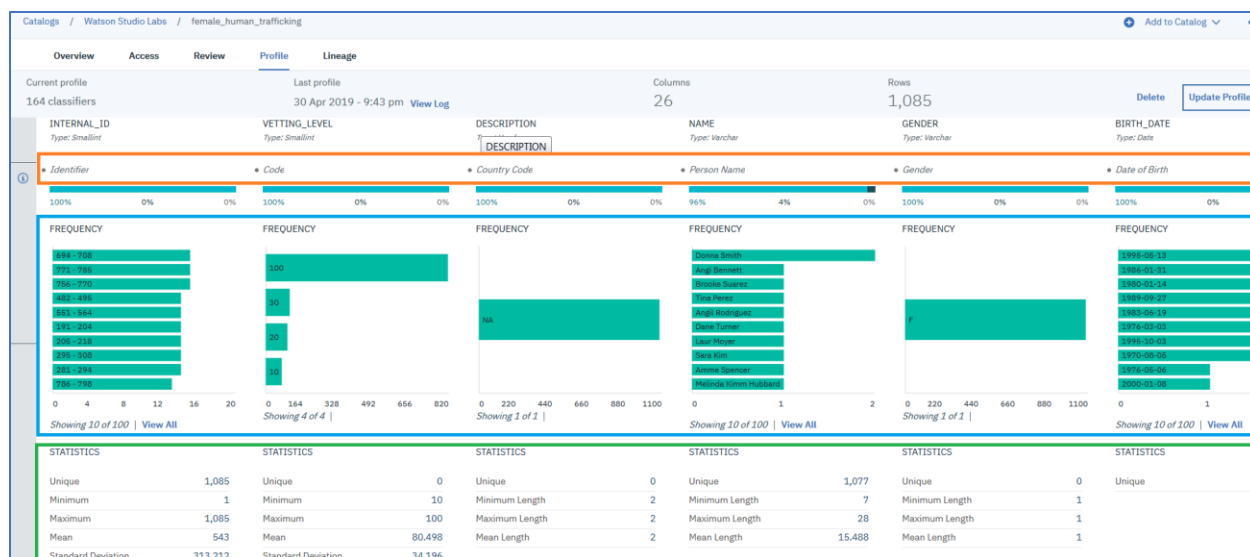 Catalogs / Watson Studio Labs / female_human_trafficking Add to Catalog
Overview Access Review Profile Lineage
Current profile Last profile Columns Rows
164 classifiers 30 Apr 2019 - 9:43 pm View Log 26 1,085 Delete Update Profile
INTERNAL_ID VETTING_LEVEL DESCRIPTION NAME GENDER BIRTH_DATE
Type: Smallint Type: Smallint Type: Varchar Type: Varchar Type: Date
DESCRIPTION
• Identifier • Code • Country Code • Person Name • Gender • Date of Birth
100% 0% 0% 100% 0% 0% 100% 0% 0% 96% 4% 0% 100% 0% 0% 100% 0%
FREQUENCY FREQUENCY FREQUENCY FREQUENCY FREQUENCY FREQUENCY
694 - 708
771 - 785
756 - 770
482 - 495
551 - 564
191 - 204
205 - 218
295 - 308
281 - 294
786 - 798
0 4 8 12 16 20
Showing 10 of 100 | View All
100
30
20
10
0 164 328 492 656 820
Showing 4 of 4 |
NA
0 220 440 660 880 1100
Showing 1 of 1 |
Donna Smith
Angi Bennett
Brooke Suarez
Tina Perez
Angil Rodriguez
Dane Turner
Laur Moyer
Sara Kim
Amme Spencer
Melinda Kimm Hubbard
0 1 2
Showing 10 of 100 | View All
F
0 220 440 660 880 1100
Showing 1 of 1 |
1995-05-13
1986-01-31
1980-01-14
1989-09-27
1983-06-19
1976-03-03
1995-10-03
1970-08-05
1976-05-06
2000-01-08
0 1
Showing 10 of 100 | View All
STATISTICS STATISTICS STATISTICS STATISTICS STATISTICS STATISTICS
Unique 1,085 Unique 0 Unique 0 Unique 1,077 Unique 0 Unique
Minimum 1 Minimum 10 Minimum Length 2 Minimum Length 7 Minimum Length 1
Maximum 1,085 Maximum 100 Maximum Length 2 Maximum Length 28 Maximum Length 1
Mean 543 Mean 80.498 Mean Length 2 Mean Length 15.488 Mean Length 1
Standard Deviation 313.212 Standard Deviation 34.196